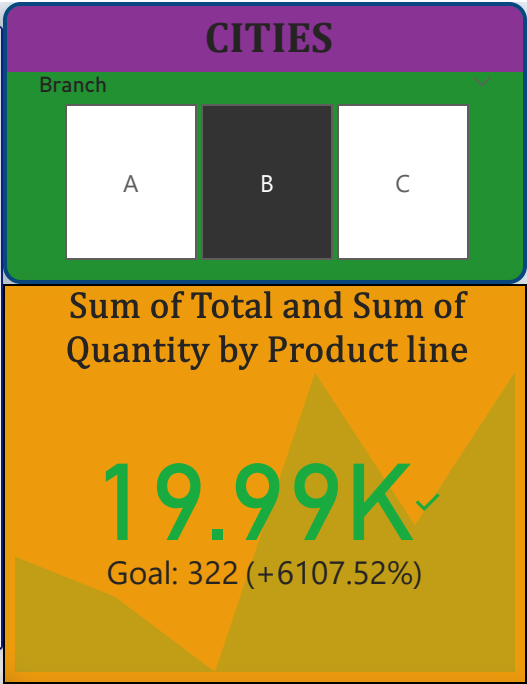 CITIES
Branch
A B C
Sum of Total and Sum of
Quantity by Product line
19.99K
Goal: 322 (+6107.52%)